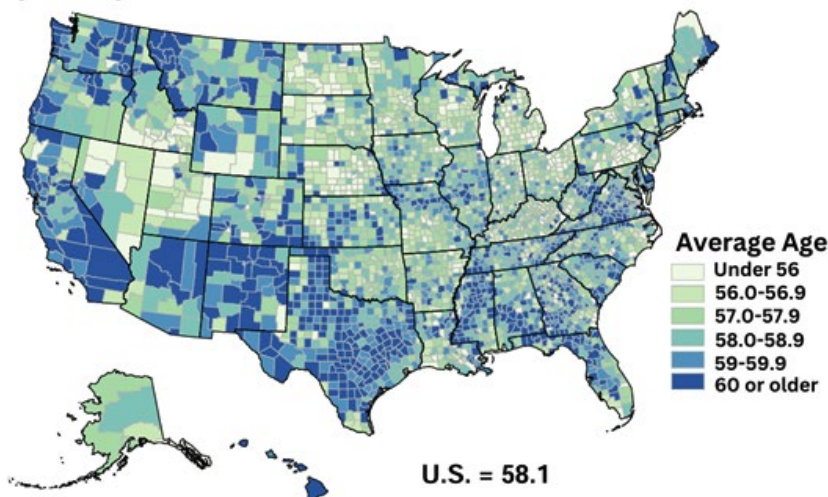 Average Age
Under 56
56.0-56.9
57.0-57.9
58.0-58.9
59-59.9
60 or older
U.S. = 58.1